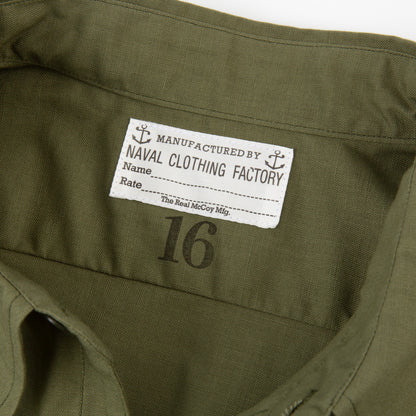 MANUFACTURED BY
NAVAL CLOTHING FACTORY
Name
Rate
The Real McCoy Mfg.
16